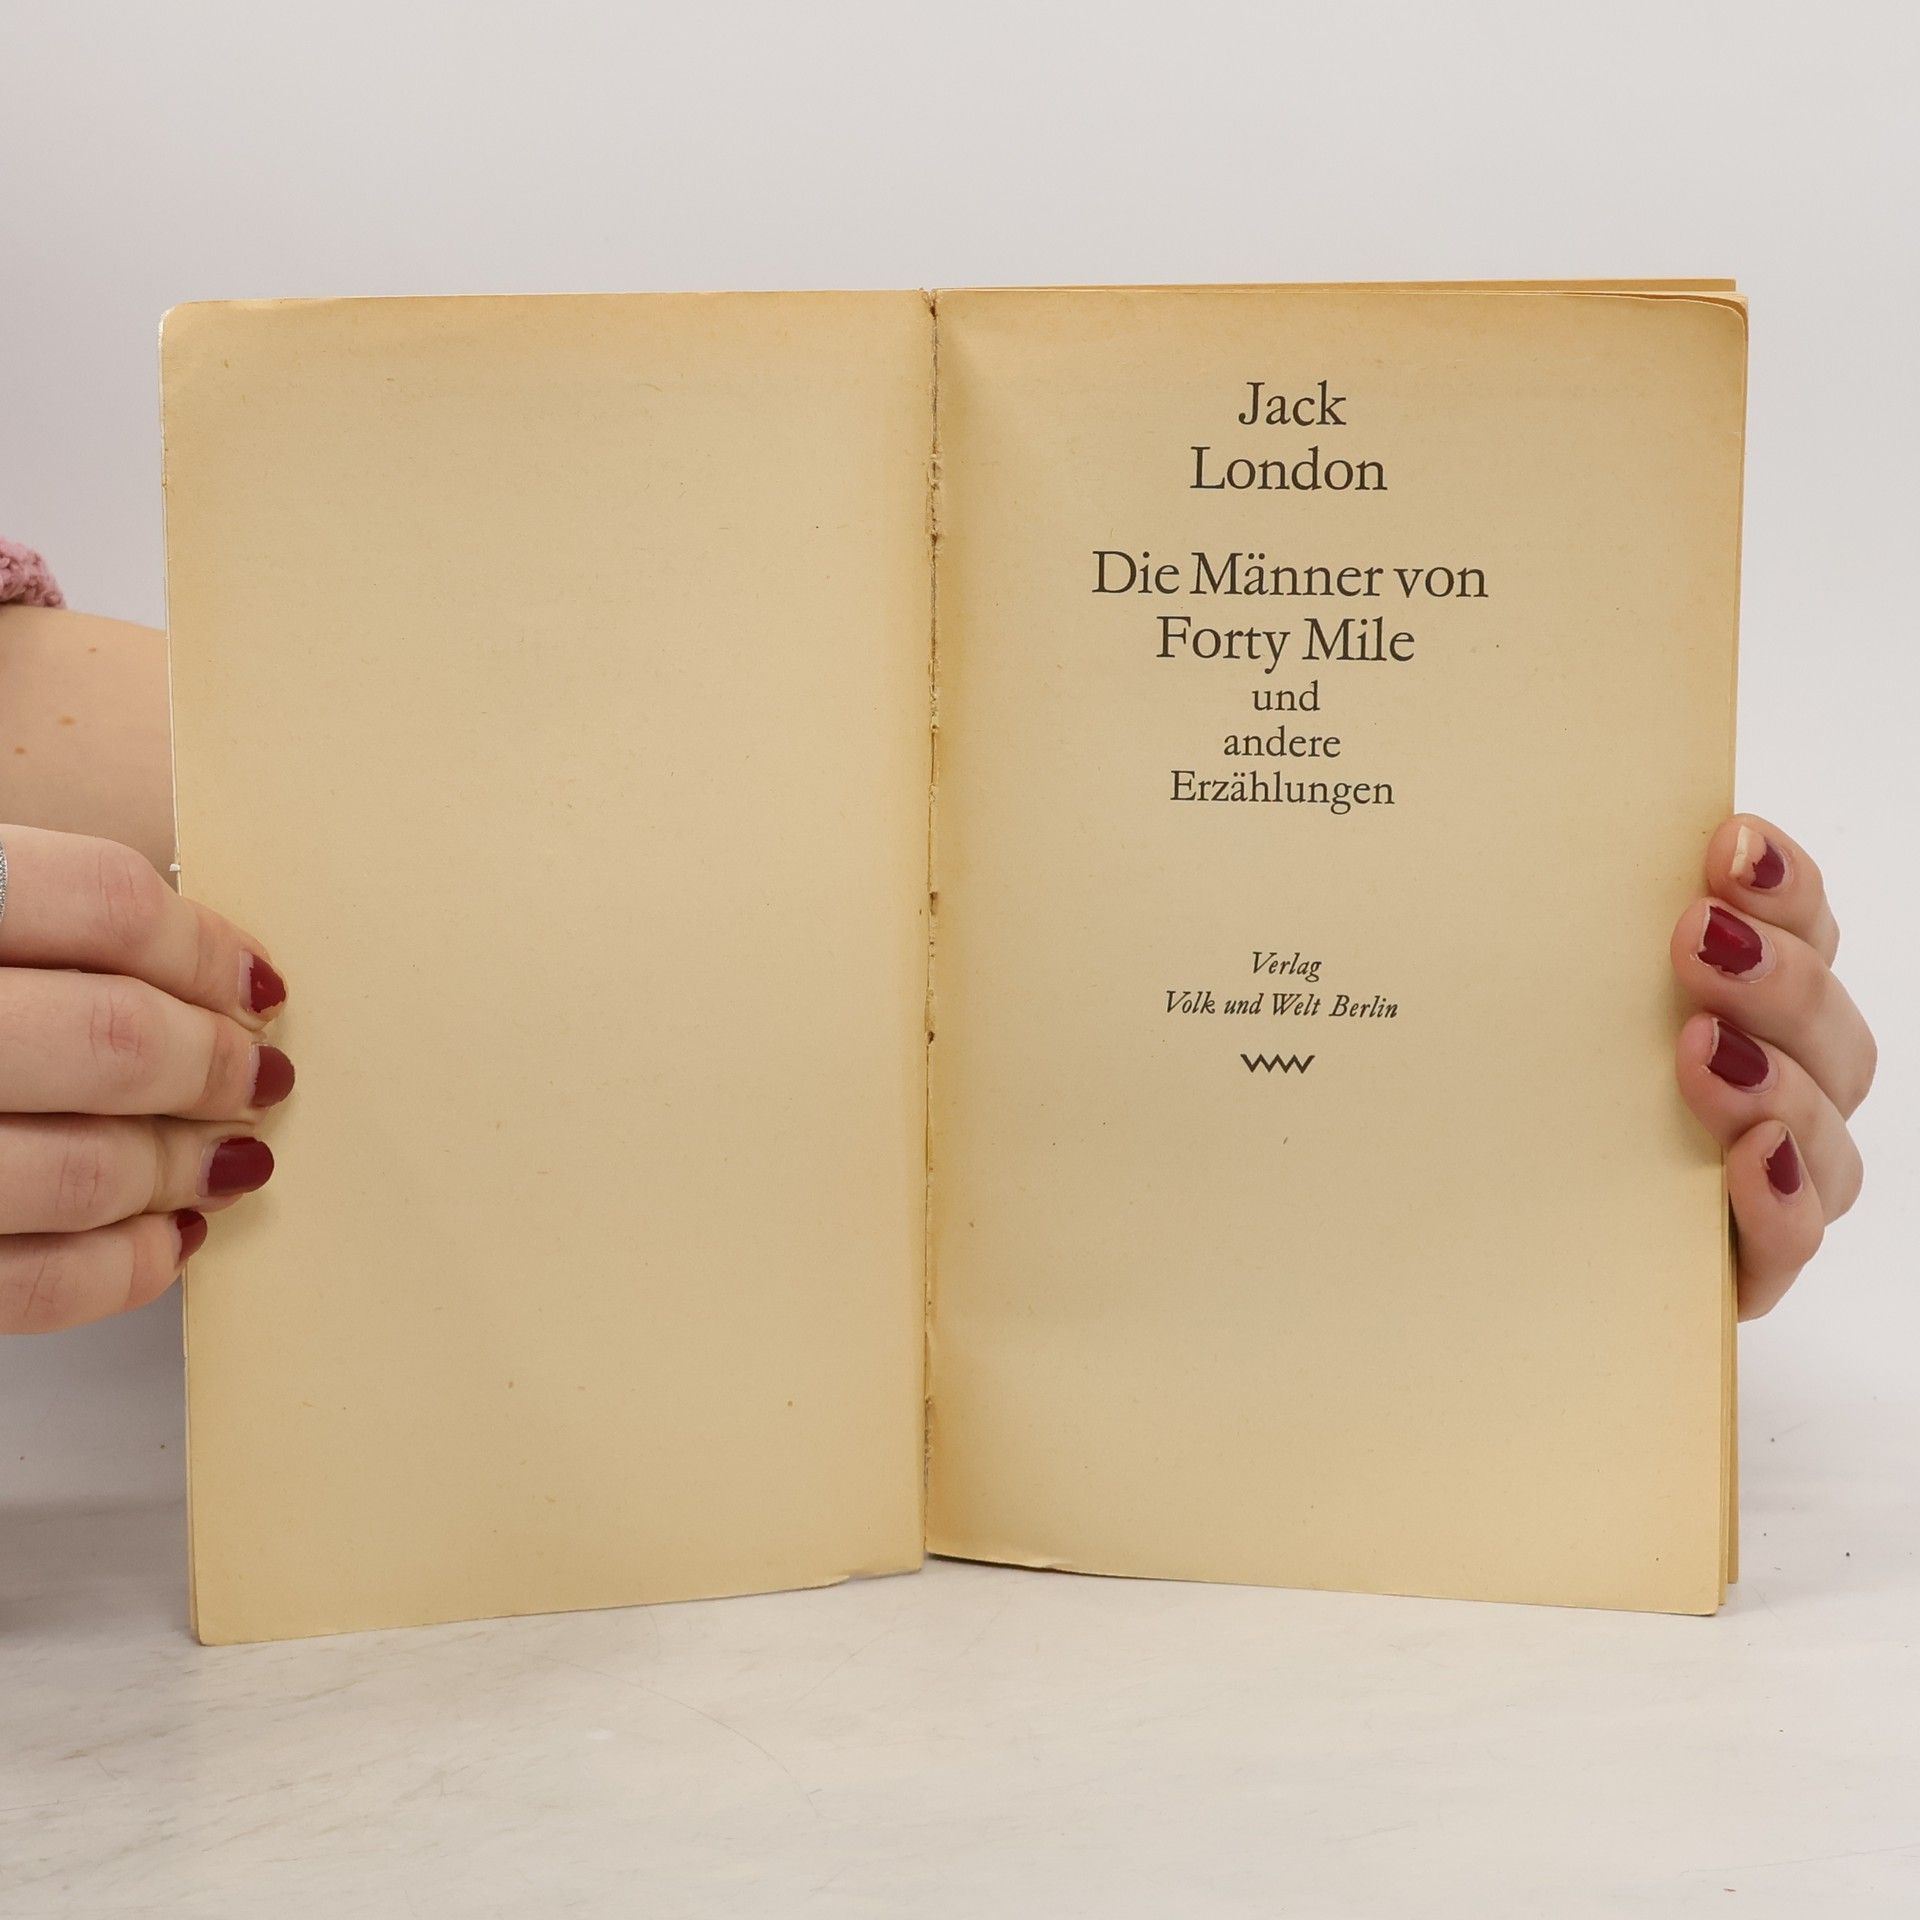 Jack
London
Die Männer von
Forty Mile
und
andere
Erzählungen
Verlag
Volk und Welt Berlin